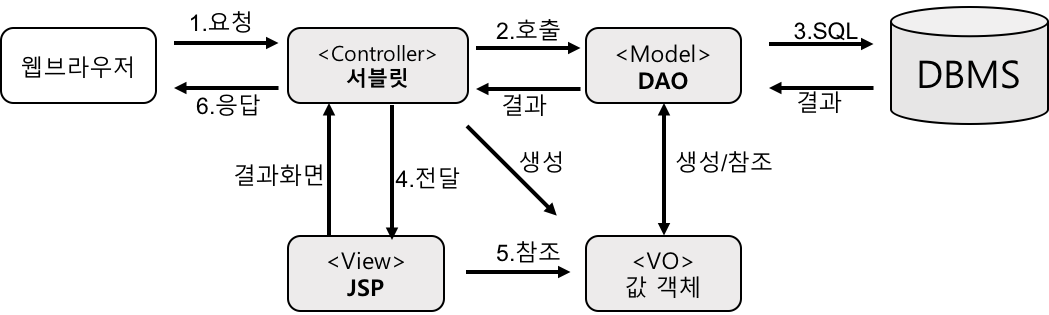 1.요청
2.호출
3.SQL
웹브라우저
<Controller>
서블릿
<Model>
DAO
DBMS
6.응답
결과
결과
결과화면
4.전달
생성
생성/참조
<View>
JSP
5.참조
<VO>
값 객체